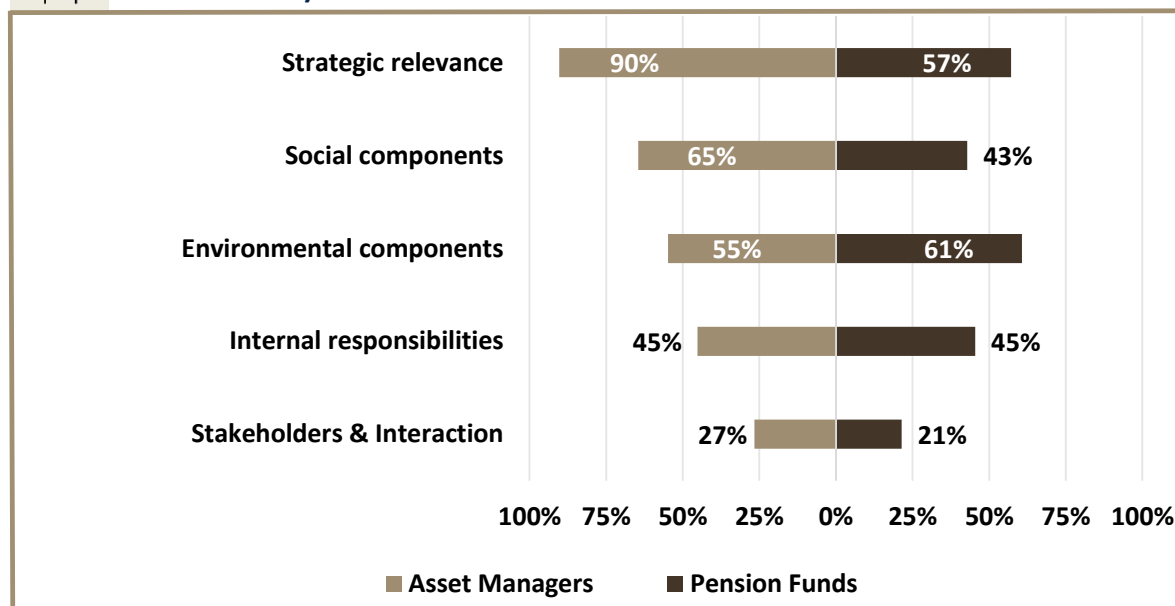 Strategic relevance 90% 57%
Social components 65% 43%
Environmental components 55% 61%
Internal responsibilities 45% 45%
Stakeholders & Interaction 27% 21%
100% 75% 50% 25% 0% 25% 50% 75% 100%
Asset Managers Pension Funds